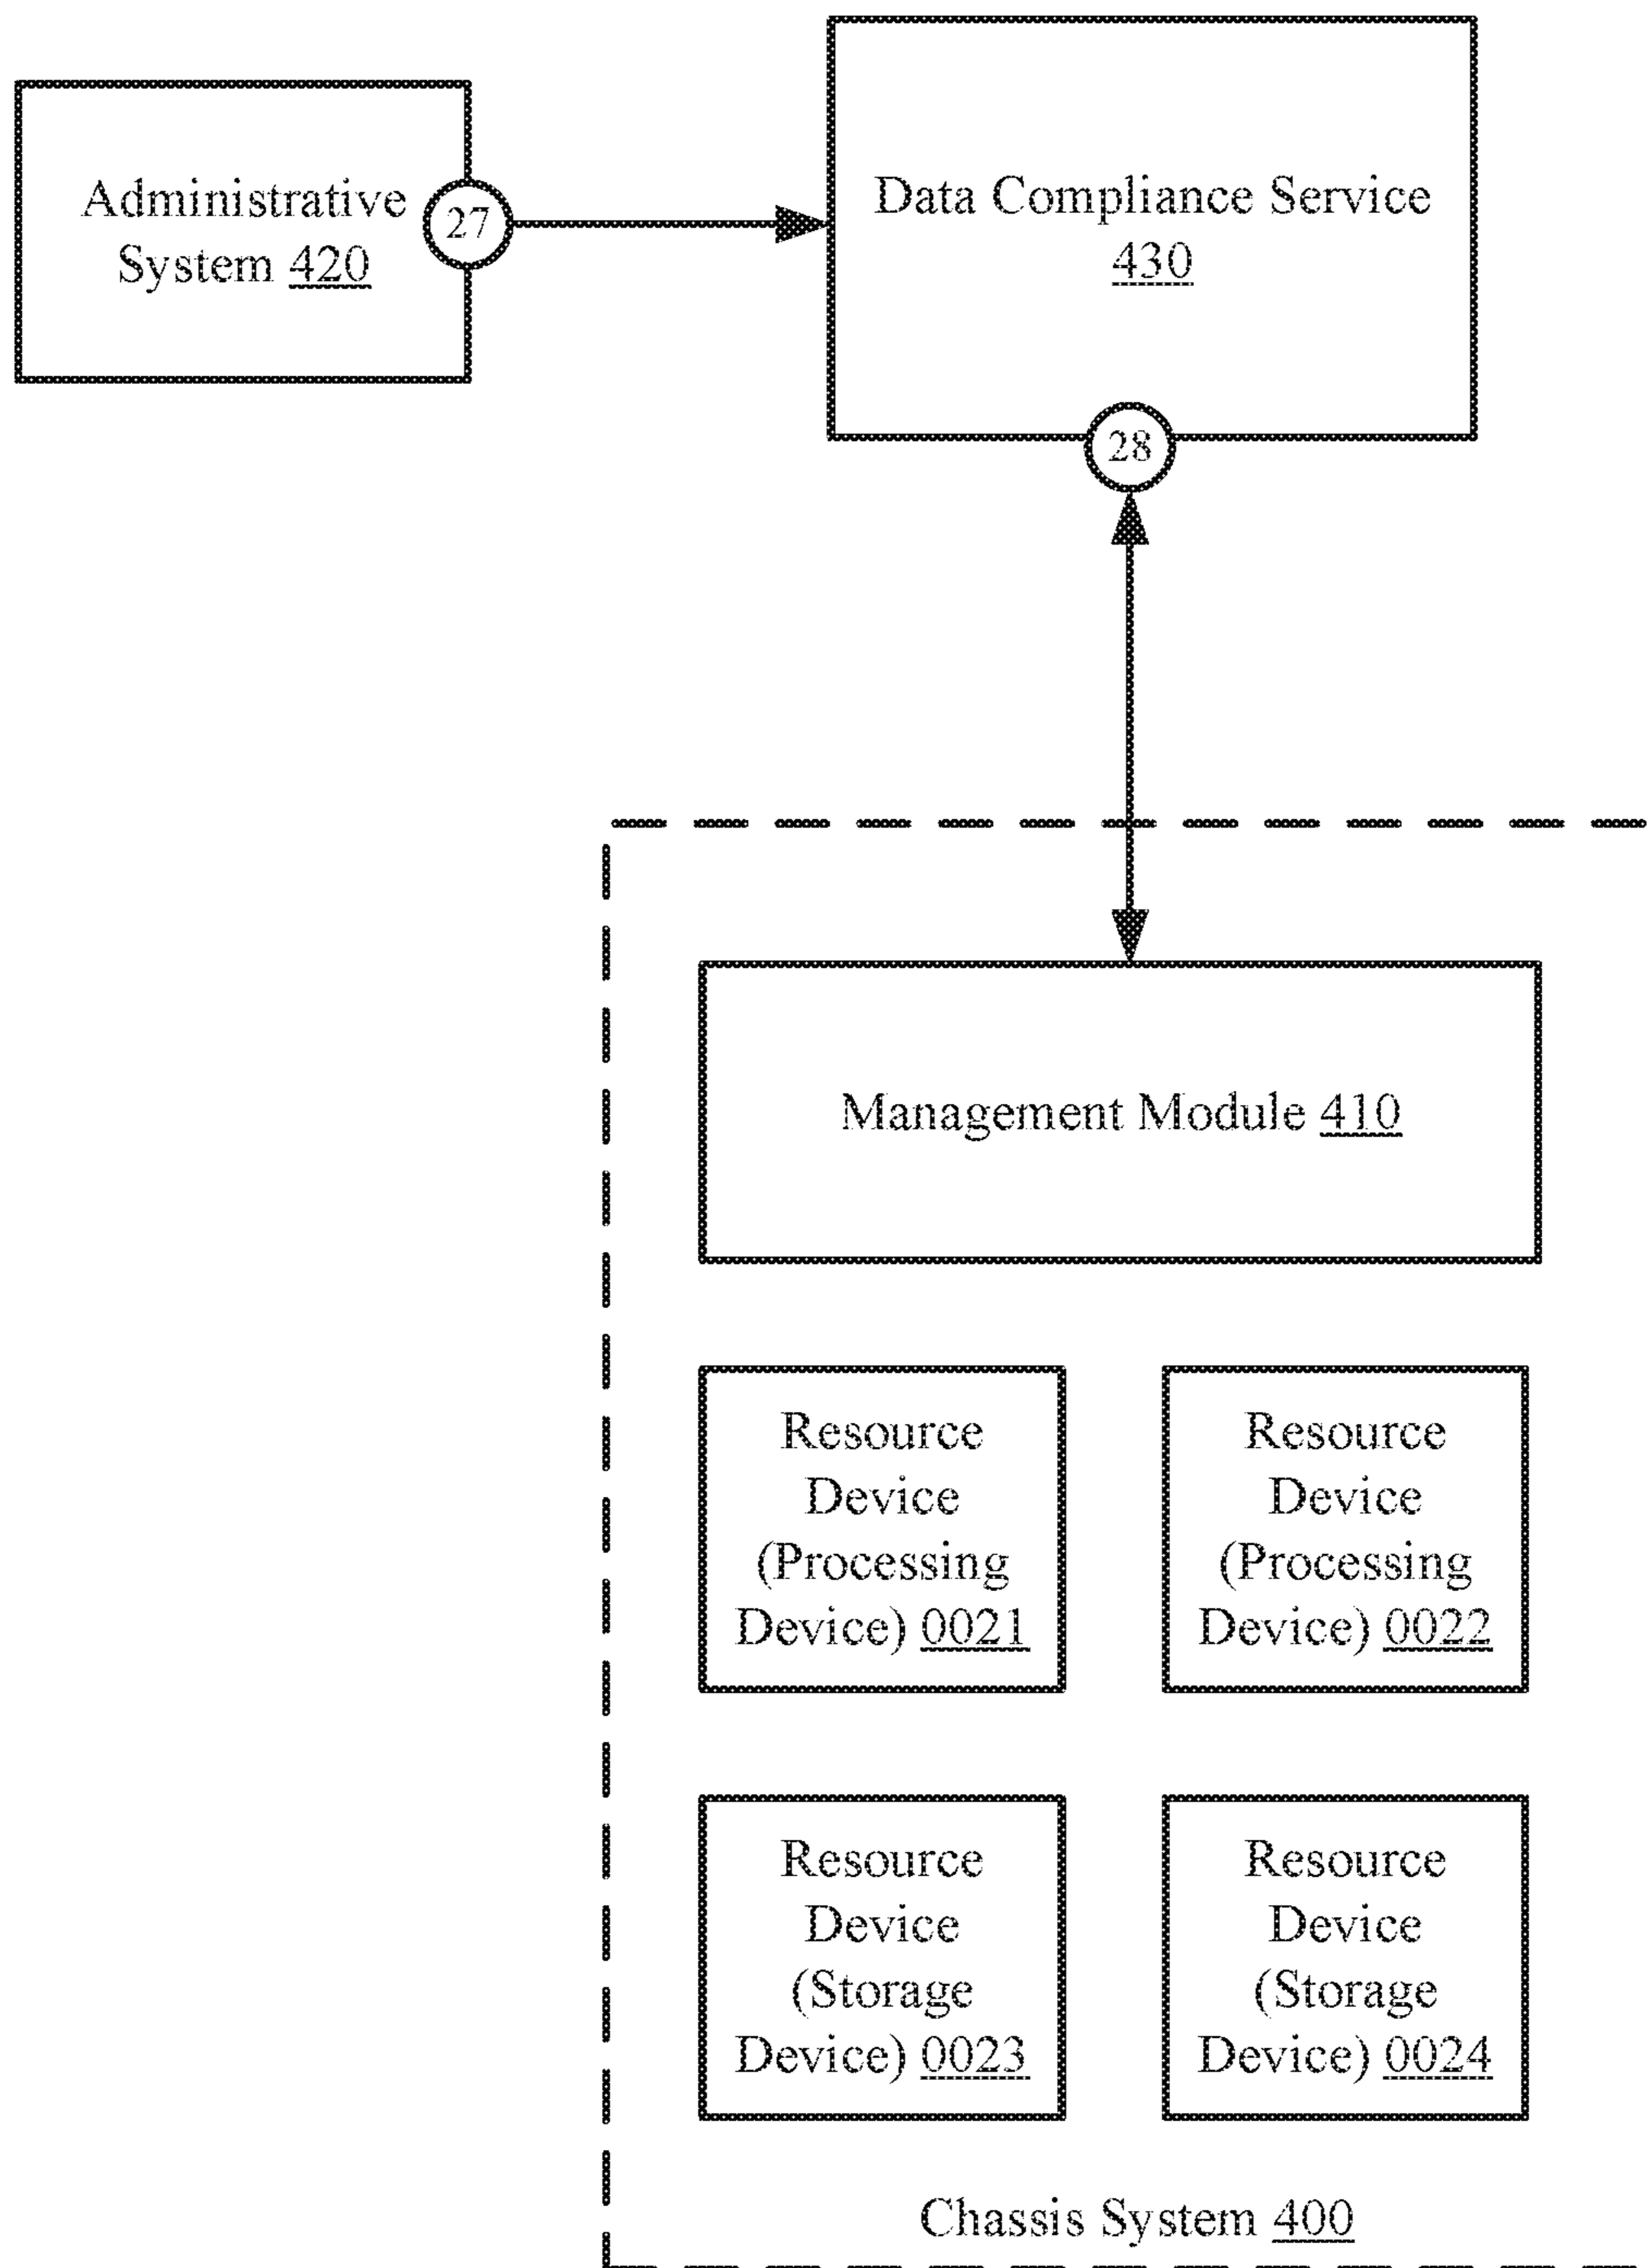 Administrative
System 420
27
Data Compliance Service
430
28
Management Module 410
Resource
Device
(Processing
Device) 0021
Resource
Device
(Processing
Device) 0022
Resource
Device
(Storage
Device) 0023
Resource
Device
(Storage
Device) 0024
Chassis System 400